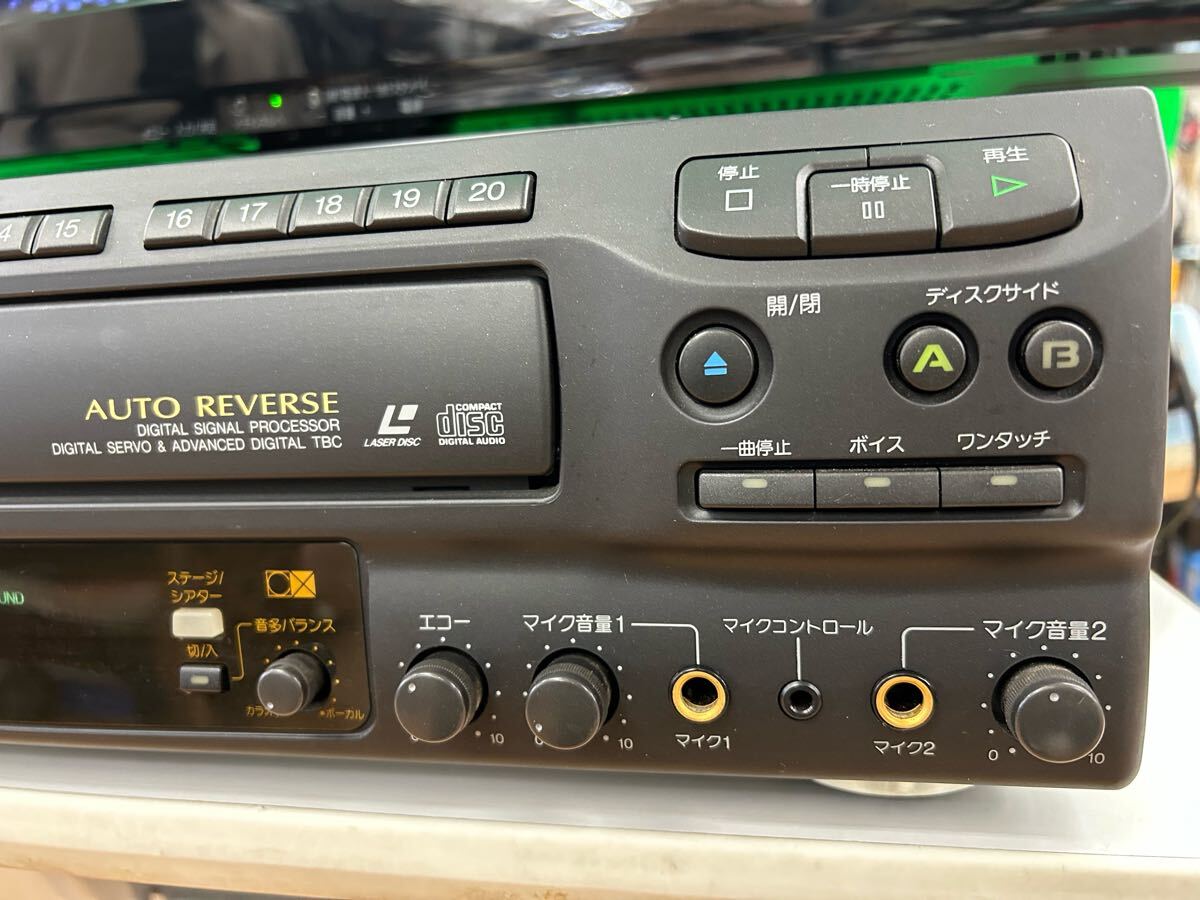 4 15 16 17 18 19 20
停止
一時停止
再生
開/閉
ディスクサイド
A B
AUTO REVERSE
DIGITAL SIGNAL PROCESSOR
DIGITAL SERVO & ADVANCED DIGITAL TBC
LASER DISC
COMPACT
disc
DIGITAL AUDIO
一曲停止 ボイス ワンタッチ
UND
ステージ/
シアター
音多バランス
切/入
カラオ
ボーカル
エコー
0 10
マイク音量1
0 10
マイク1
マイクコントロール
マイク2
マイク音量2
0 10